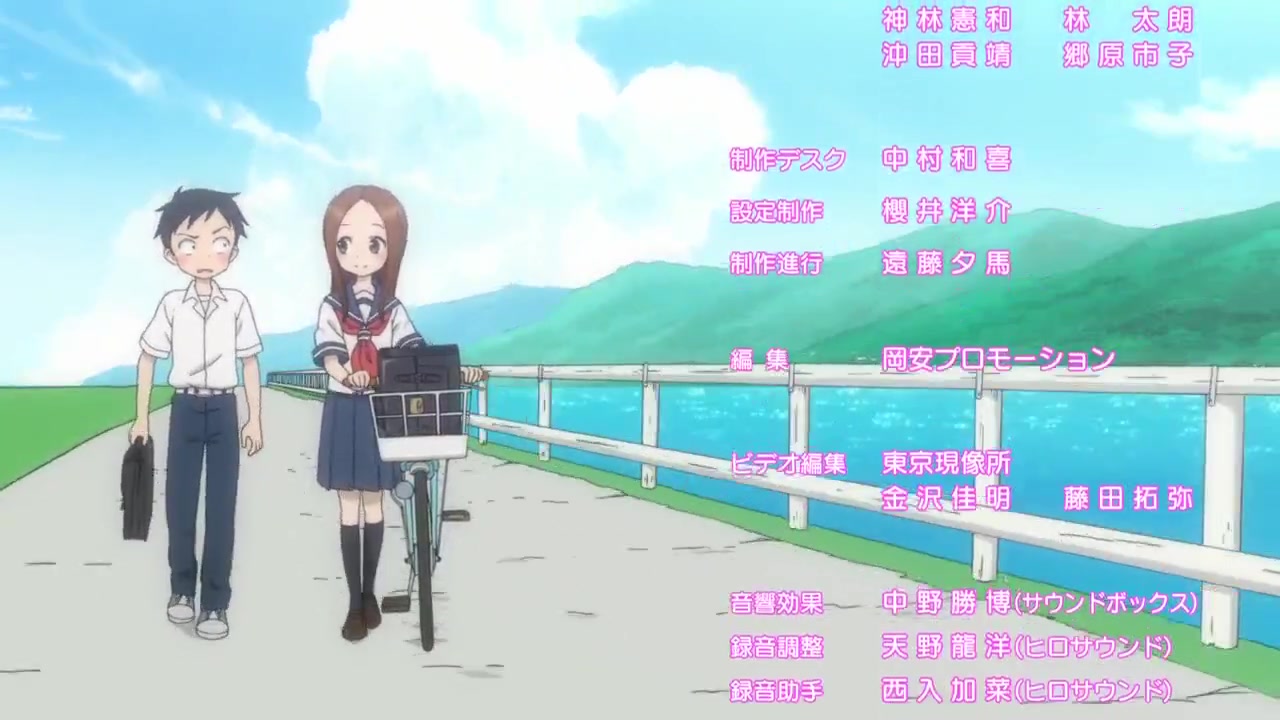 神林憲和 林 太朗
沖田貢靖 郷原市子
制作デスク 中村和喜
設定制作 櫻井洋介
制作進行 遠藤夕馬
編集 岡安プロモーション
ビデオ編集 東京現像所
金沢佳明 藤田拓弥
音響効果 中野勝博(サウンドボックス)
録音調整 天野龍洋(ヒロサウンド)
録音助手 西入加菜(ヒロサウンド)